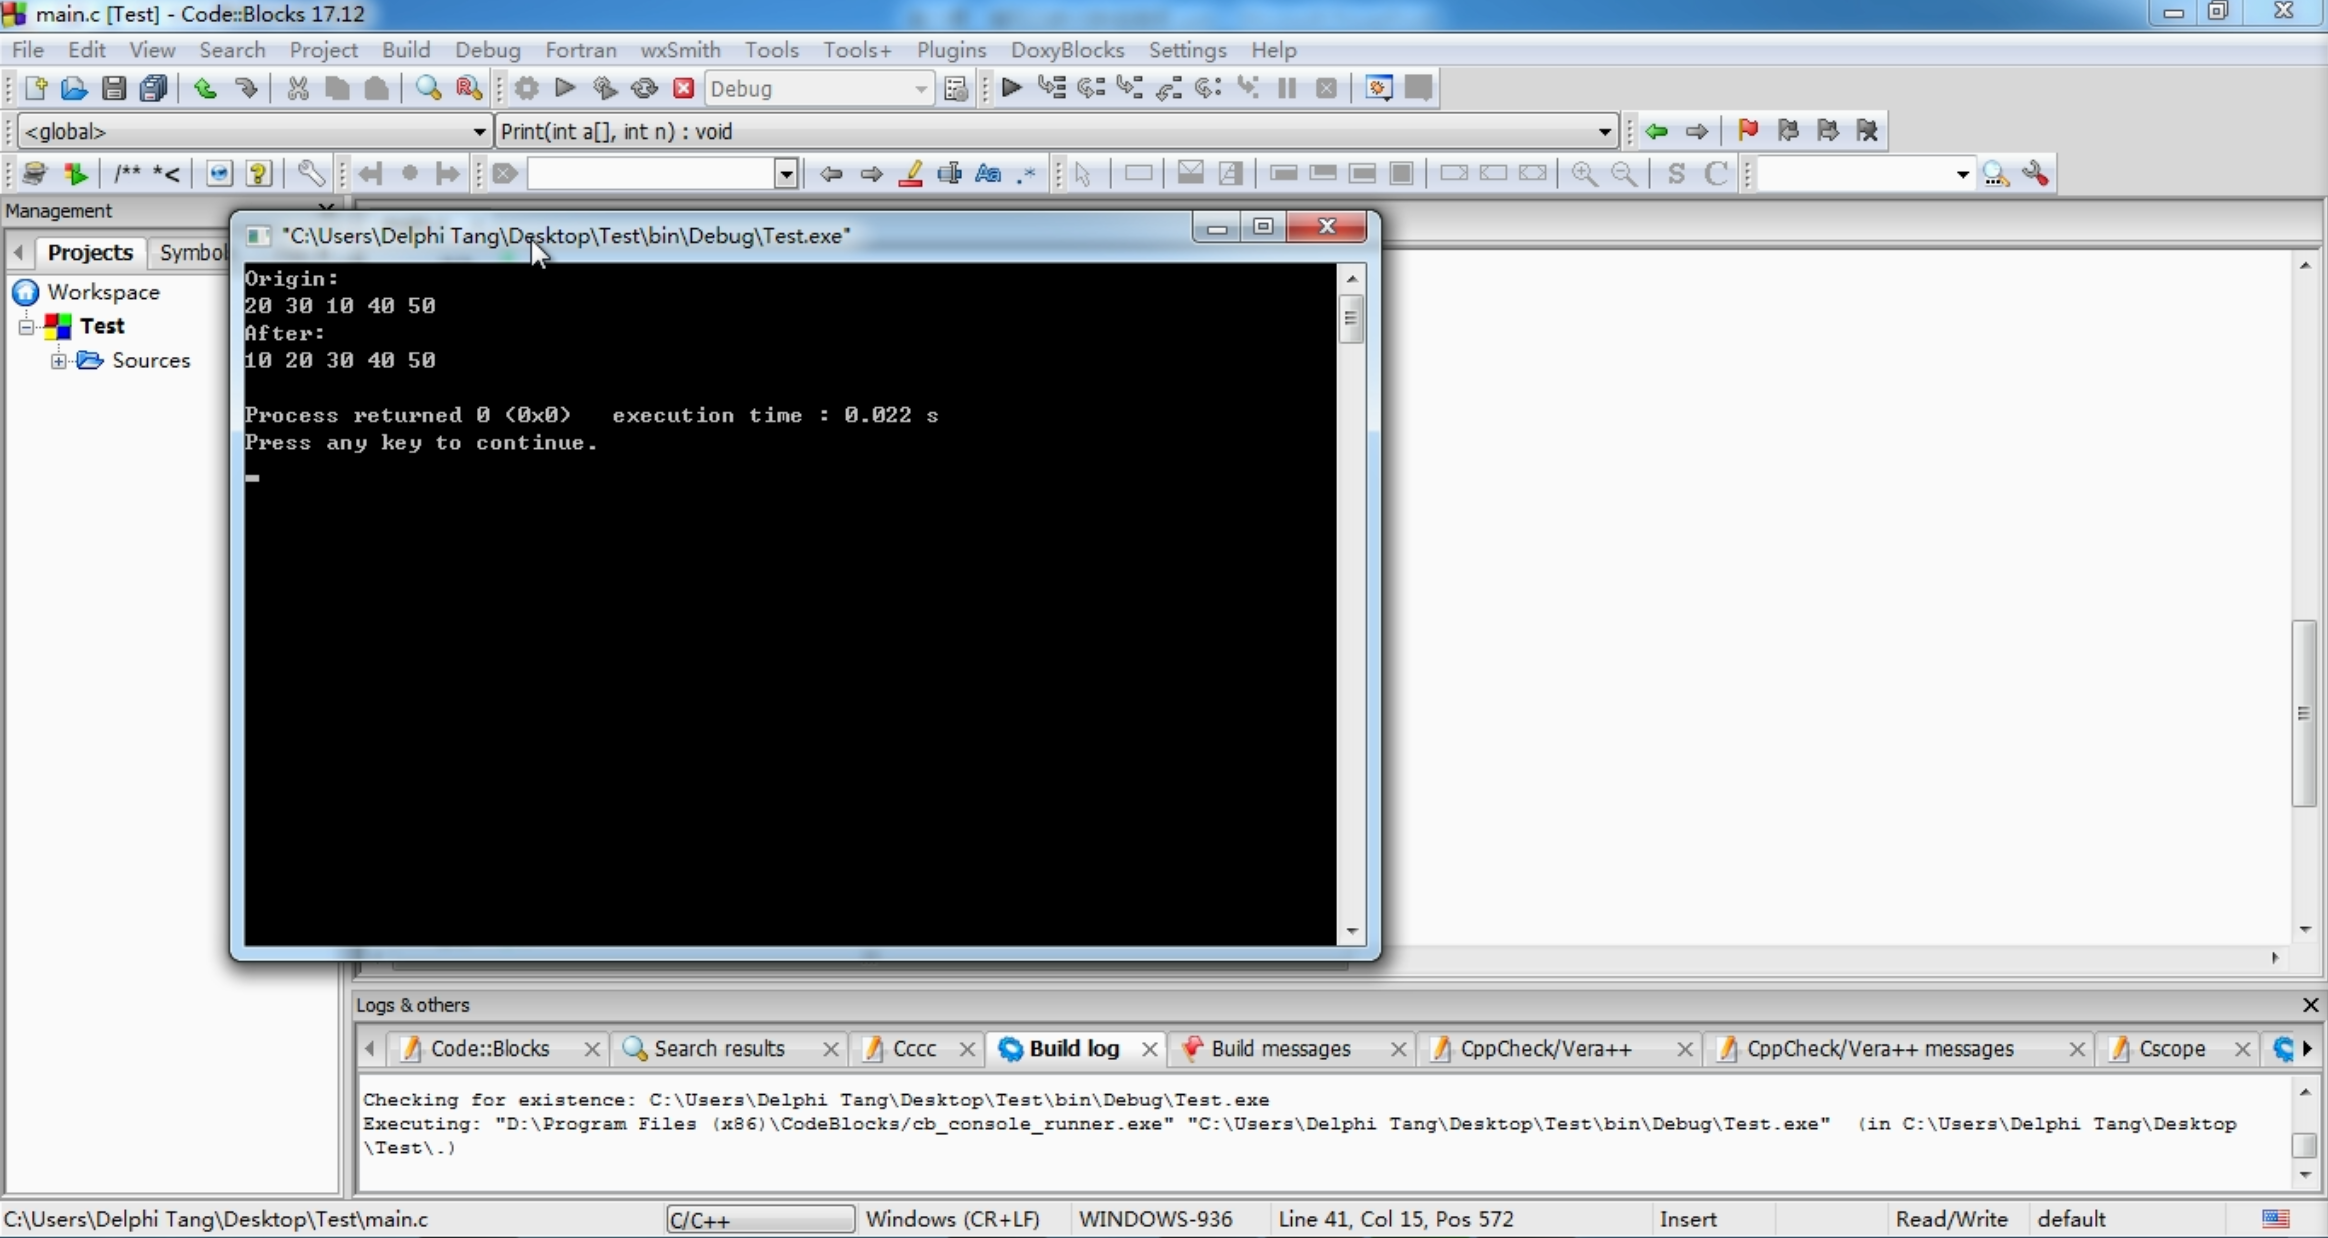 main.c [Test] - Code::Blocks 17.12
File Edit View Search Project Build Debug Fortran wxSmith Tools Tools+ Plugins DoxyBlocks Settings Help
Debug
<global> Print(int a[], int n) : void
/** *< Aa .* S C
Management
Projects Symbol
Workspace
Test
Sources
"C:\Users\Delphi Tang\Desktop\Test\bin\Debug\Test.exe"
Origin:
20 30 10 40 50
After:
10 20 30 40 50
Process returned 0 (0x0)   execution time : 0.022 s
Press any key to continue.
Logs & others
Code::Blocks Search results Cccc Build log Build messages CppCheck/Vera++ CppCheck/Vera++ messages Cscope
Checking for existence: C:\Users\Delphi Tang\Desktop\Test\bin\Debug\Test.exe
Executing: "D:\Program Files (x86)\CodeBlocks/cb_console_runner.exe" "C:\Users\Delphi Tang\Desktop\Test\bin\Debug\Test.exe"  (in C:\Users\Delphi Tang\Desktop
\Test\.)
C:\Users\Delphi Tang\Desktop\Test\main.c C/C++ Windows (CR+LF) WINDOWS-936 Line 41, Col 15, Pos 572 Insert Read/Write default